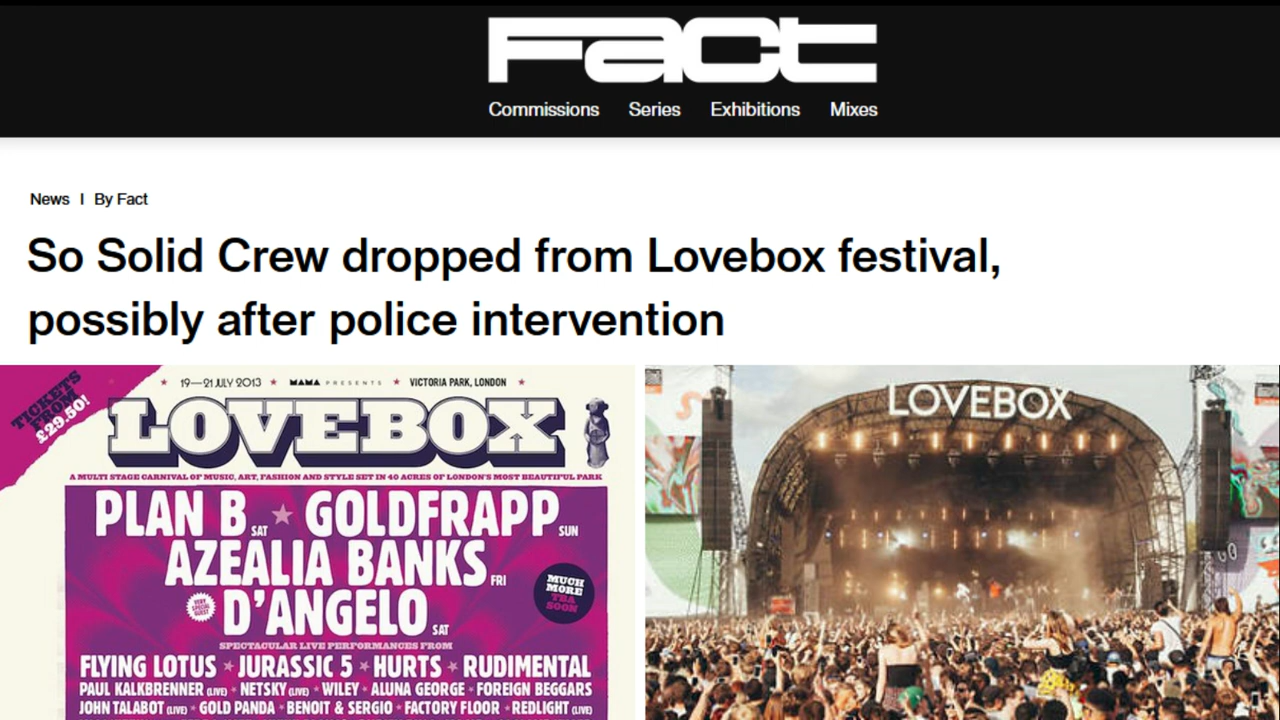 Fact
Commissions Series Exhibitions Mixes
News | By Fact
So Solid Crew dropped from Lovebox festival,
possibly after police intervention
TICKETS
FROM
£29.50!
19—21 JULY 2013 ★ MAMA PRESENTS ★ VICTORIA PARK, LONDON ★
LOVEBOX
A MULTI STAGE CARNIVAL OF MUSIC, ART, FASHION AND STYLE SET IN 40 ACRES OF LONDON'S MOST BEAUTIFUL PARK
PLAN B SAT ★ GOLDFRAPP SUN
AZEALIA BANKS FRI
MUCH
MORE
TBA
SOON
VERY
SPECIAL
GUEST
D'ANGELO SAT
SPECTACULAR LIVE PERFORMANCES FROM
FLYING LOTUS ★ JURASSIC 5 ★ HURTS ★ RUDIMENTAL
PAUL KALKBRENNER (LIVE) ★ NETSKY (LIVE) ★ WILEY ★ ALUNA GEORGE ★ FOREIGN BEGGARS
JOHN TALABOT (LIVE) ★ GOLD PANDA ★ BENOIT & SERGIO ★ FACTORY FLOOR ★ REDLIGHT (LIVE)
LOVEBOX